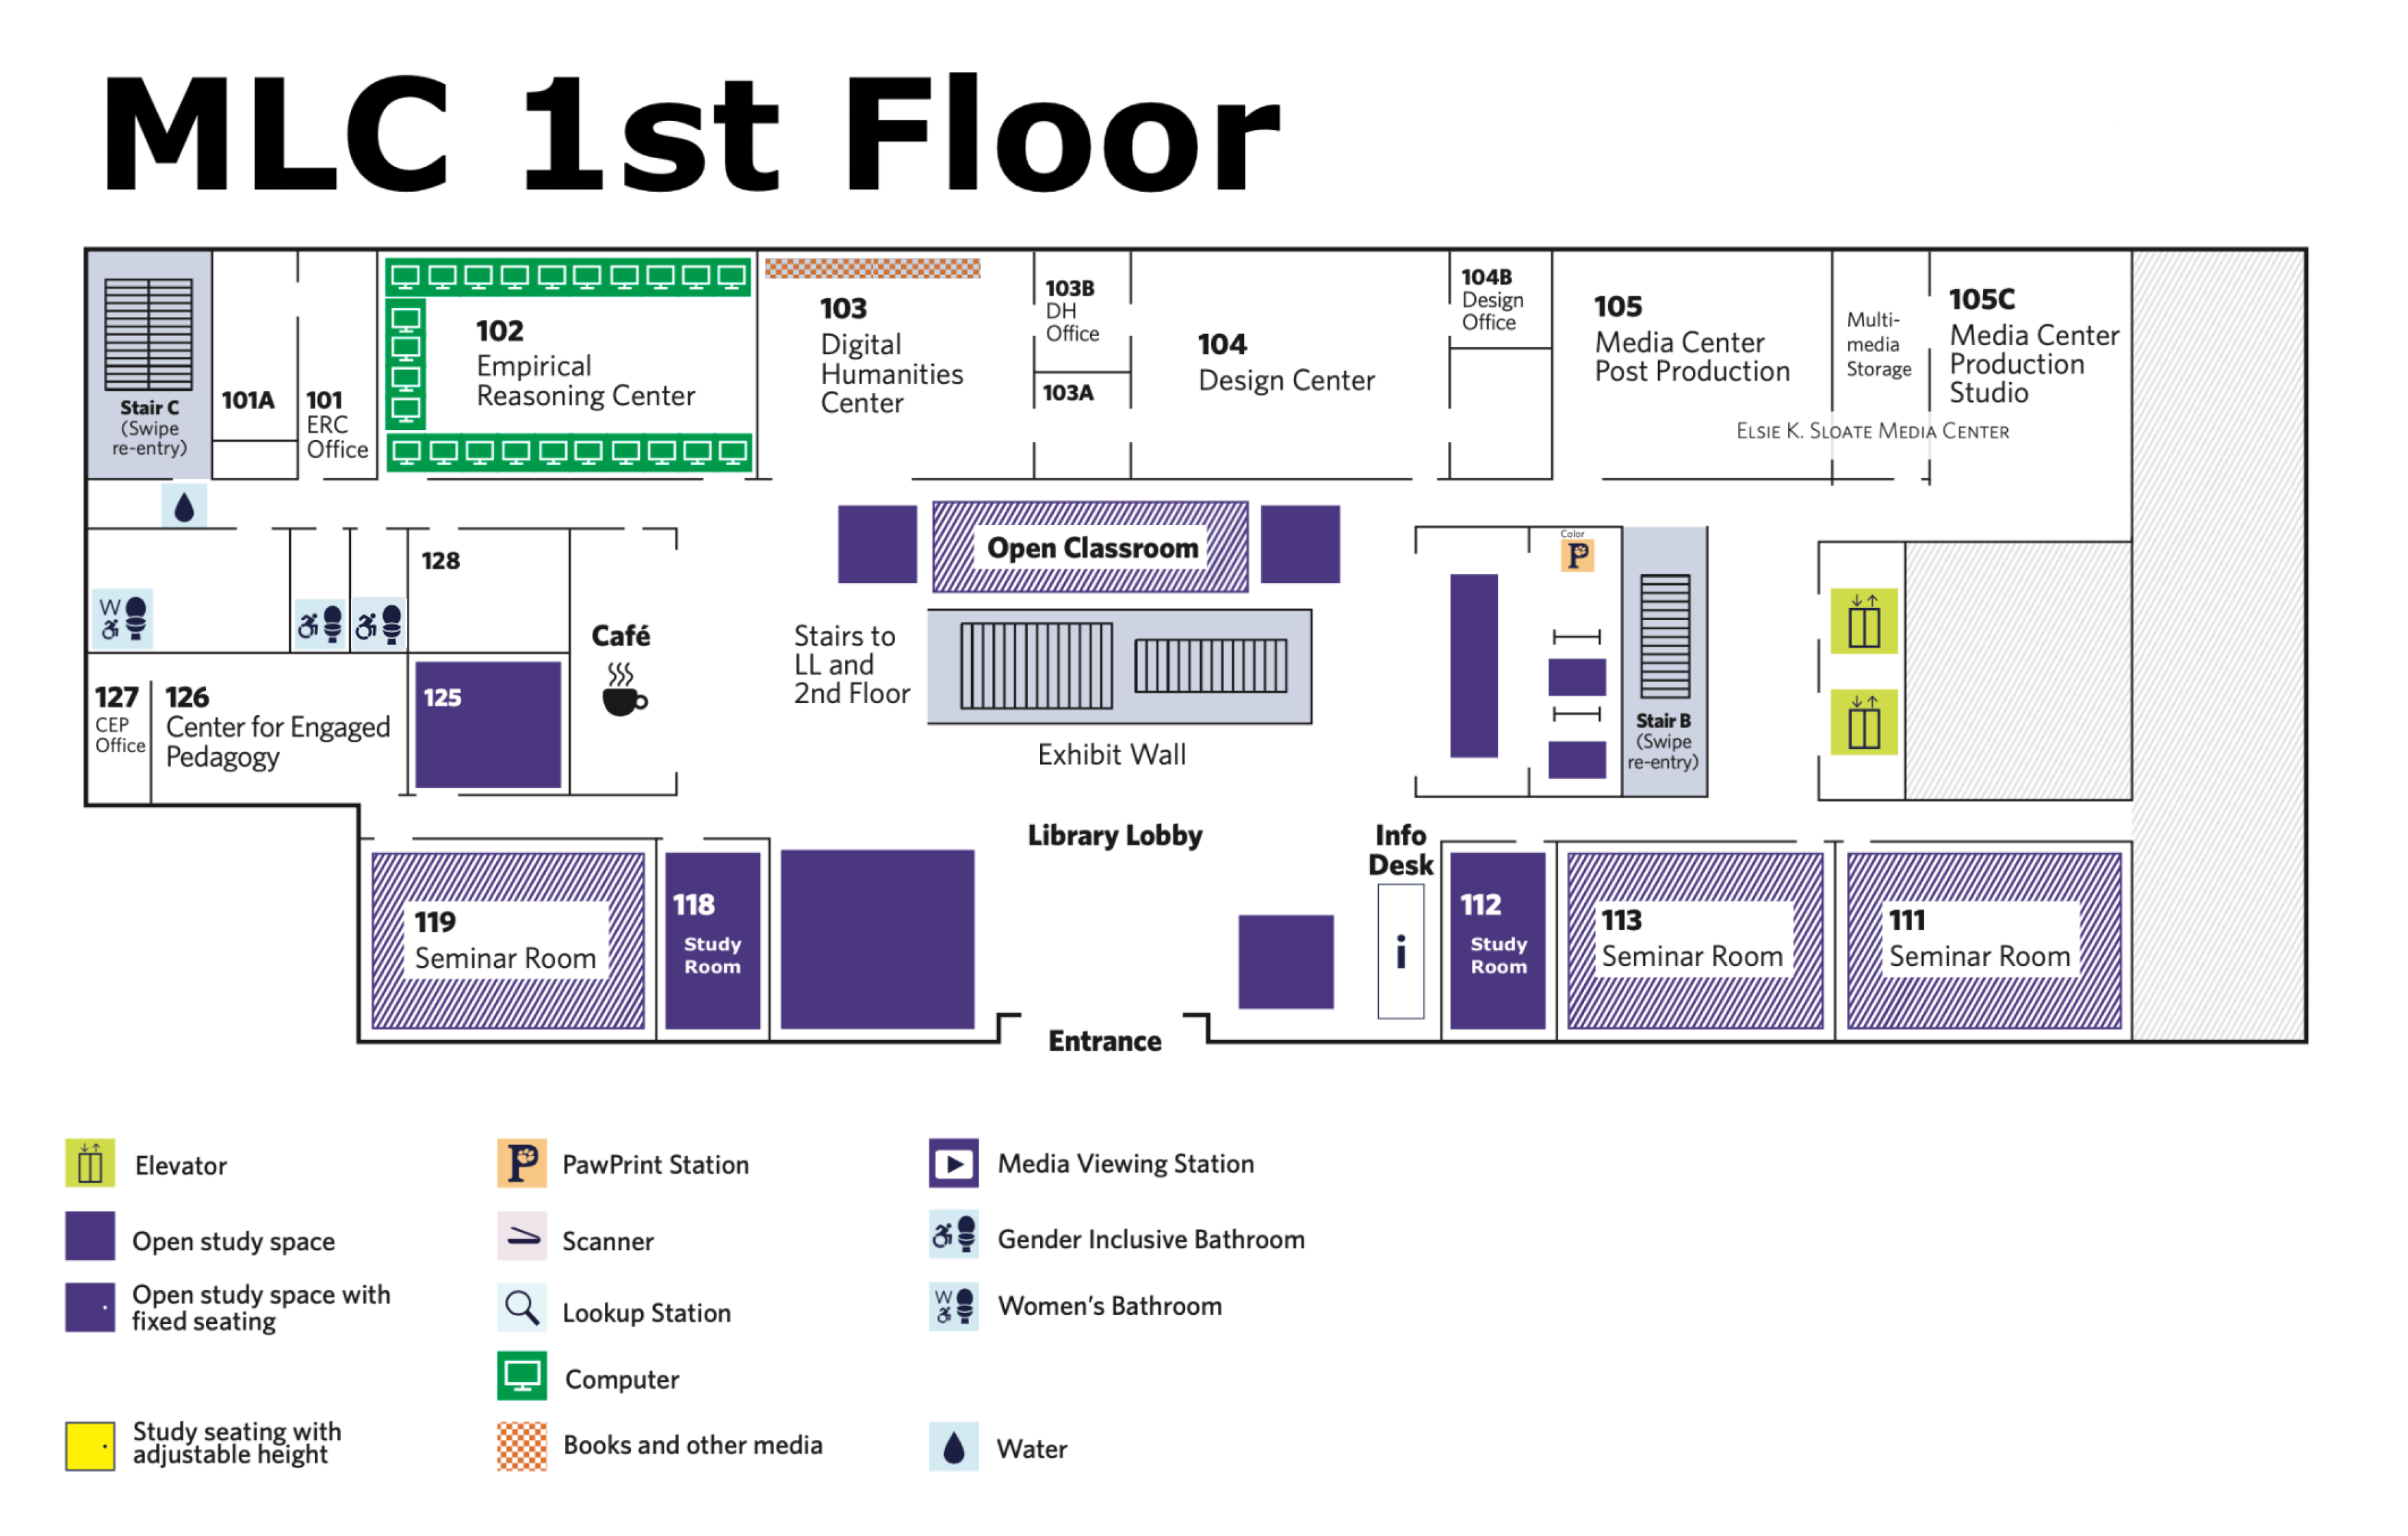 MLC 1st Floor
Stair C
(Swipe
re-entry)
101A
101
ERC
Office
102
Empirical
Reasoning Center
103
Digital
Humanities
Center
103B
DH
Office
103A
104
Design Center
104B
Design
Office
105
Media Center
Post Production
Multi-
media
Storage
105C
Media Center
Production
Studio
ELSIE K. SLOATE MEDIA CENTER
W
128
127
CEP
Office
126
Center for Engaged
Pedagogy
125
Café
Open Classroom
Stairs to
LL and
2nd Floor
Exhibit Wall
Color
P
Stair B
(Swipe
re-entry)
Library Lobby
Info
Desk
i
119
Seminar Room
118
Study
Room
112
Study
Room
113
Seminar Room
111
Seminar Room
Entrance
Elevator
Open study space
Open study space with
fixed seating
Study seating with
adjustable height
P
PawPrint Station
Scanner
Lookup Station
Computer
Books and other media
Media Viewing Station
Gender Inclusive Bathroom
W
Women's Bathroom
Water